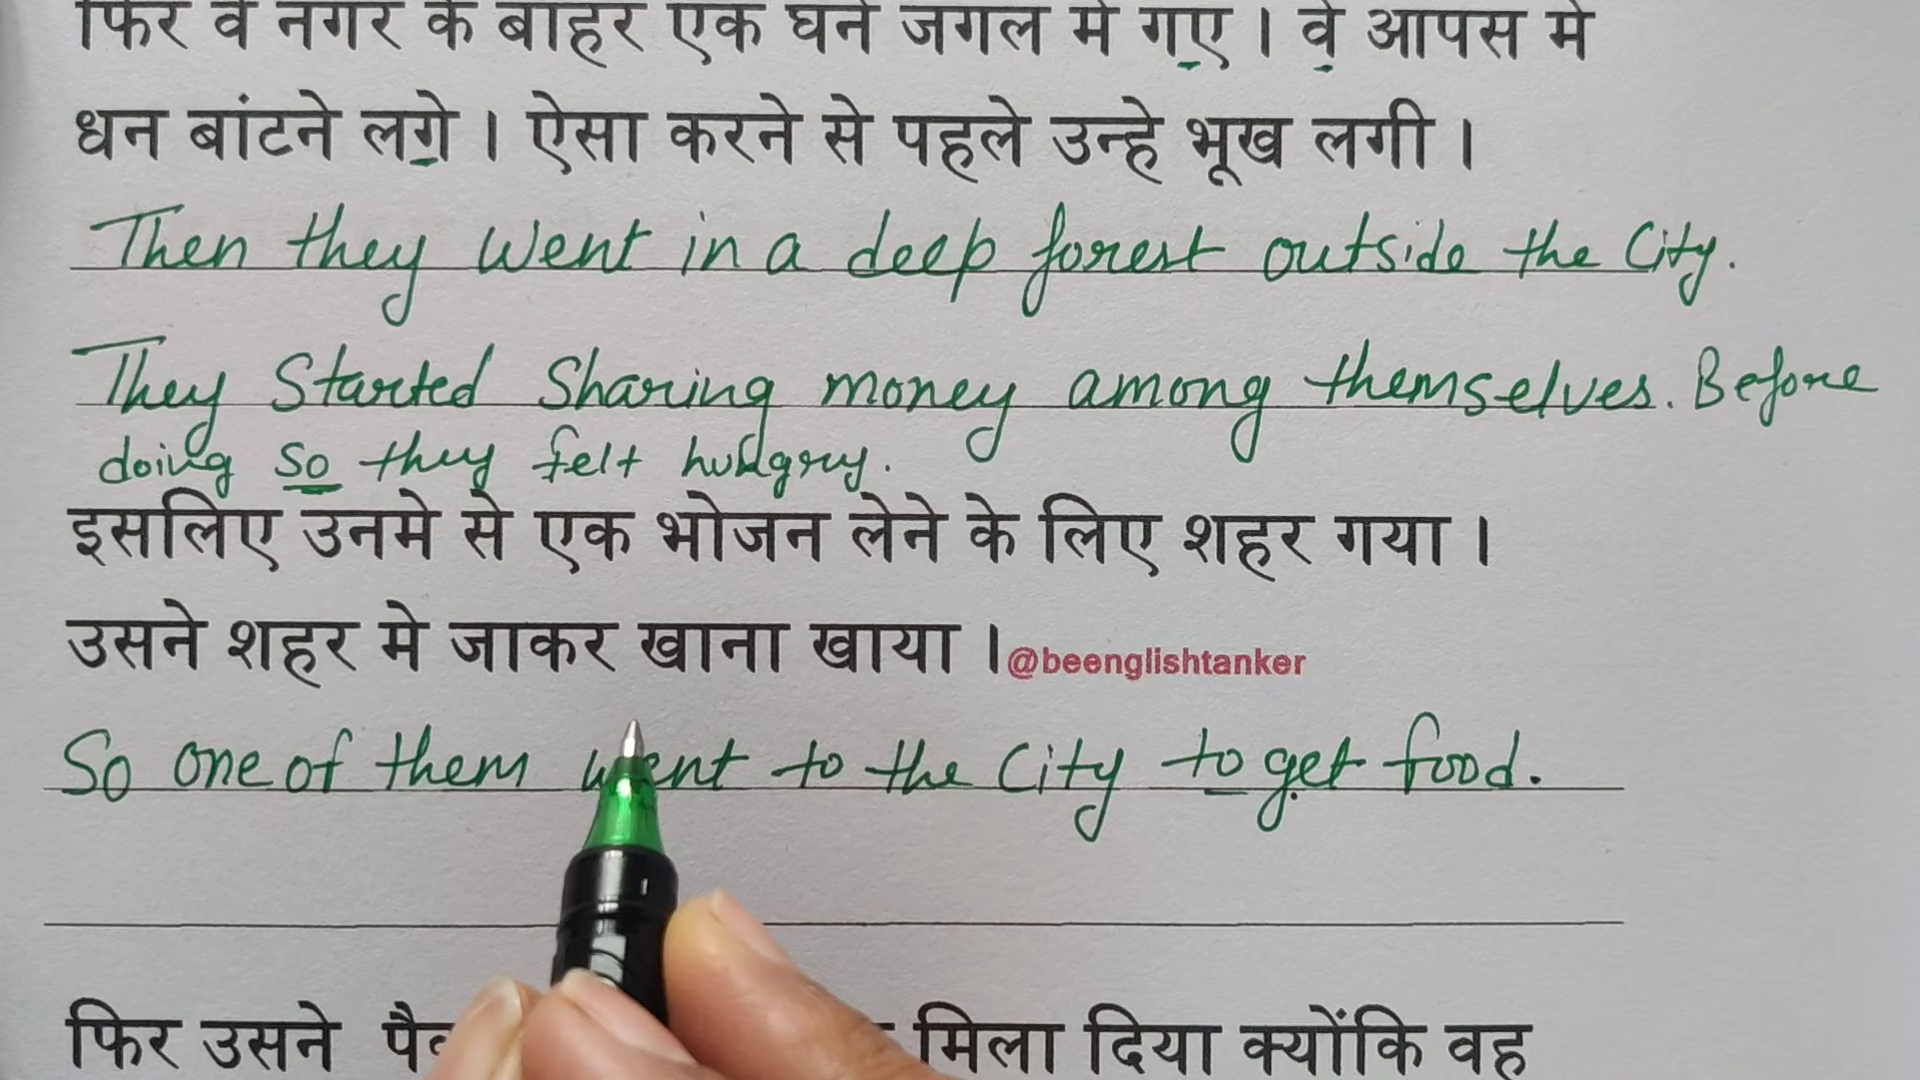 फिर वे नगर के बाहर एक घने जंगल मे गए । वे आपस मे
धन बांटने लगे । ऐसा करने से पहले उन्हे भूख लगी ।
Then they went in a deep forest outside the City.
They Started Sharing money among themselves. Before
doing so they felt hungry.
इसलिए उनमे से एक भोजन लेने के लिए शहर गया ।
उसने शहर मे जाकर खाना खाया ।@beenglishtanker
So one of them went to the City to get food.
फिर उसने मिला दिया क्योंकि वह